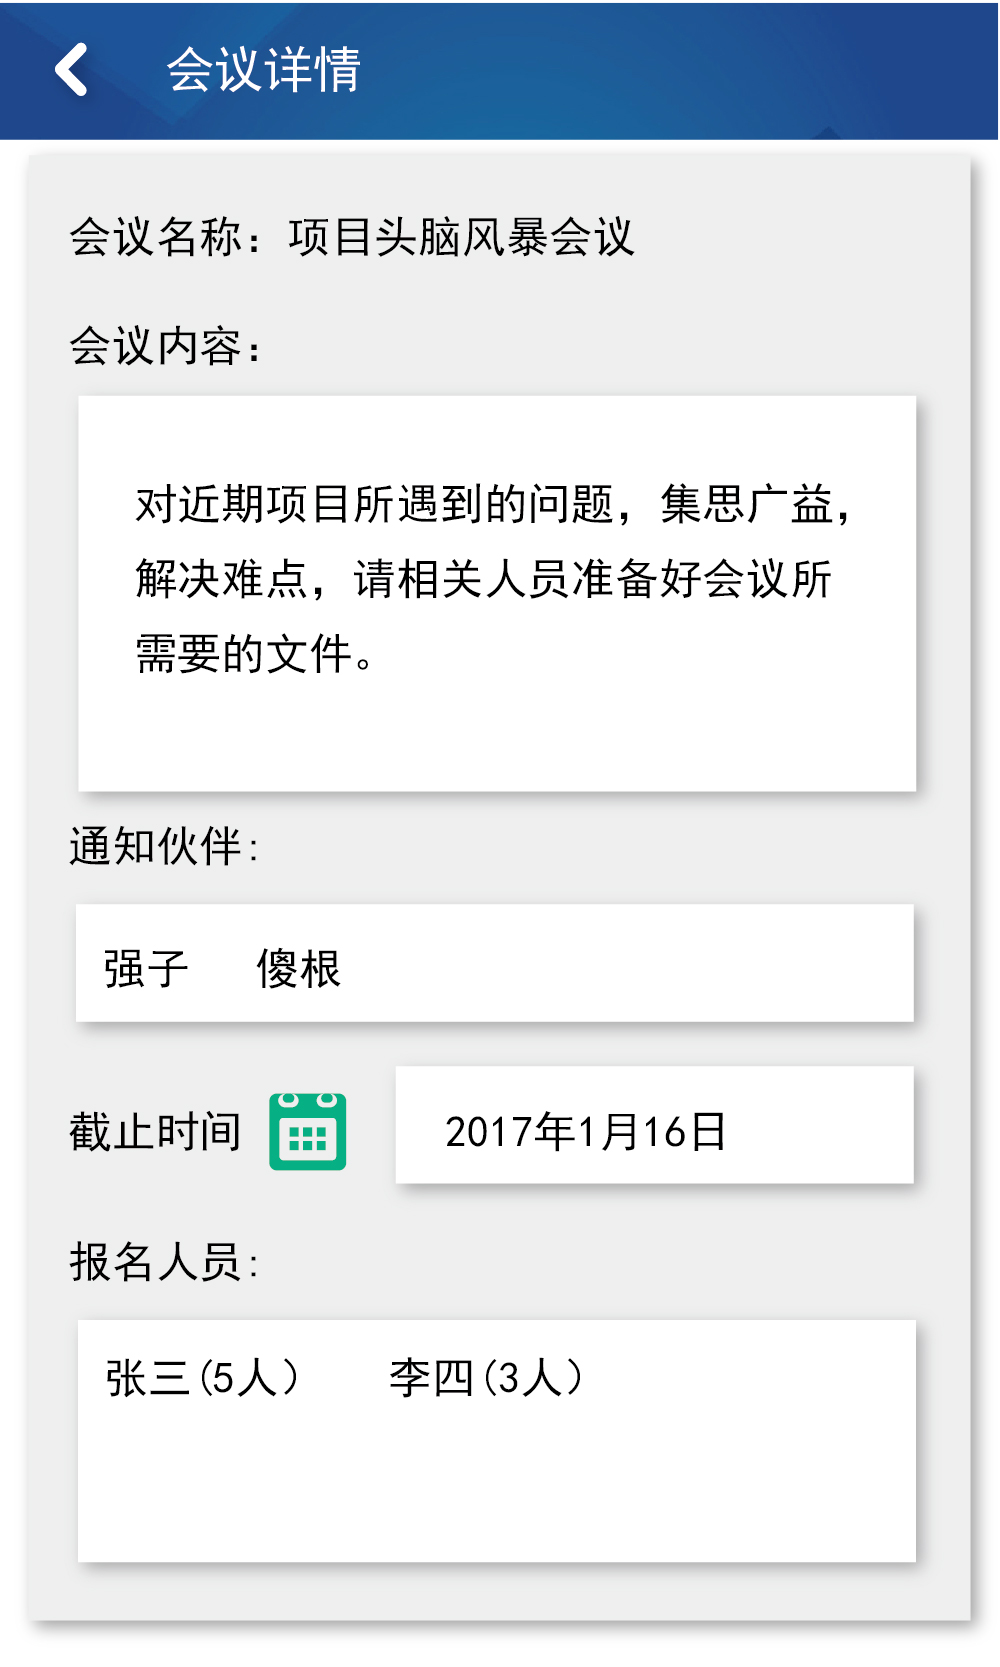 会议详情
会议名称：项目头脑风暴会议
会议内容：
对近期项目所遇到的问题，集思广益，
解决难点，请相关人员准备好会议所
需要的文件。
通知伙伴:
强子 傻根
截止时间 2017年1月16日
报名人员:
张三(5人） 李四(3人）